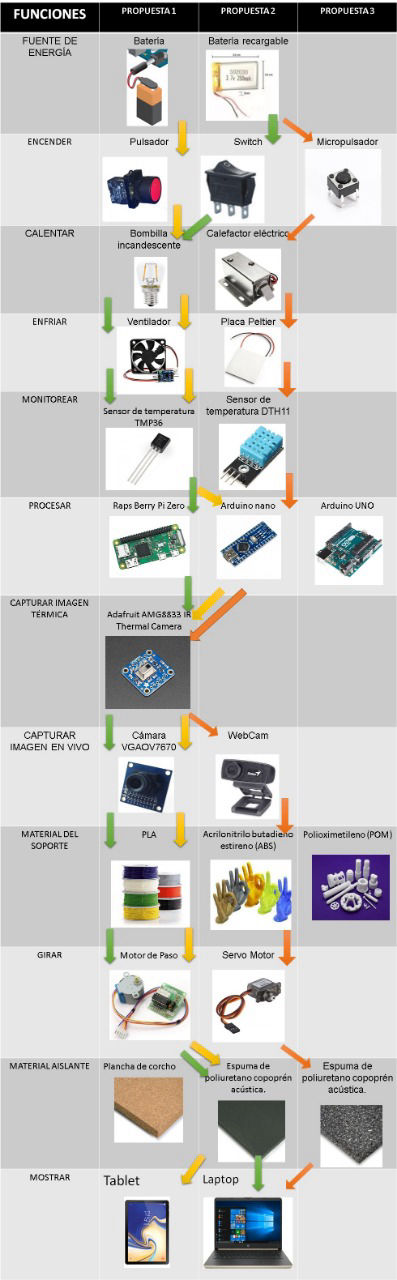 FUNCIONES
PROPUESTA 1
PROPUESTA 2
PROPUESTA 3
FUENTE DE
ENERGÍA
Batería
Batería recargable
3.7v
ENCENDER
Pulsador
Switch
Micropulsador
CALENTAR
Bombilla
incandescente
Calefactor eléctrico
ENFRIAR
Ventilador
Placa Peltier
MONITOREAR
Sensor de temperatura
TMP36
Sensor de
temperatura DTH11
PROCESAR
Raps Berry Pi Zero
Arduino nano
Arduino UNO
CAPTURAR IMAGEN
TÉRMICA
Adafruit AMG8833 IR
Thermal Camera
CAPTURAR
IMAGEN EN VIVO
Cámara
VGAOV7670
WebCam
MATERIAL DEL
SOPORTE
PLA
Acrilonitrilo butadieno
estireno (ABS)
Polioximetileno (POM)
GIRAR
Motor de Paso
Servo Motor
MATERIAL AISLANTE
Plancha de corcho
Espuma de
poliuretano copoprén
acústica.
Espuma de
poliuretano copoprén
acústica.
MOSTRAR
Tablet
Laptop